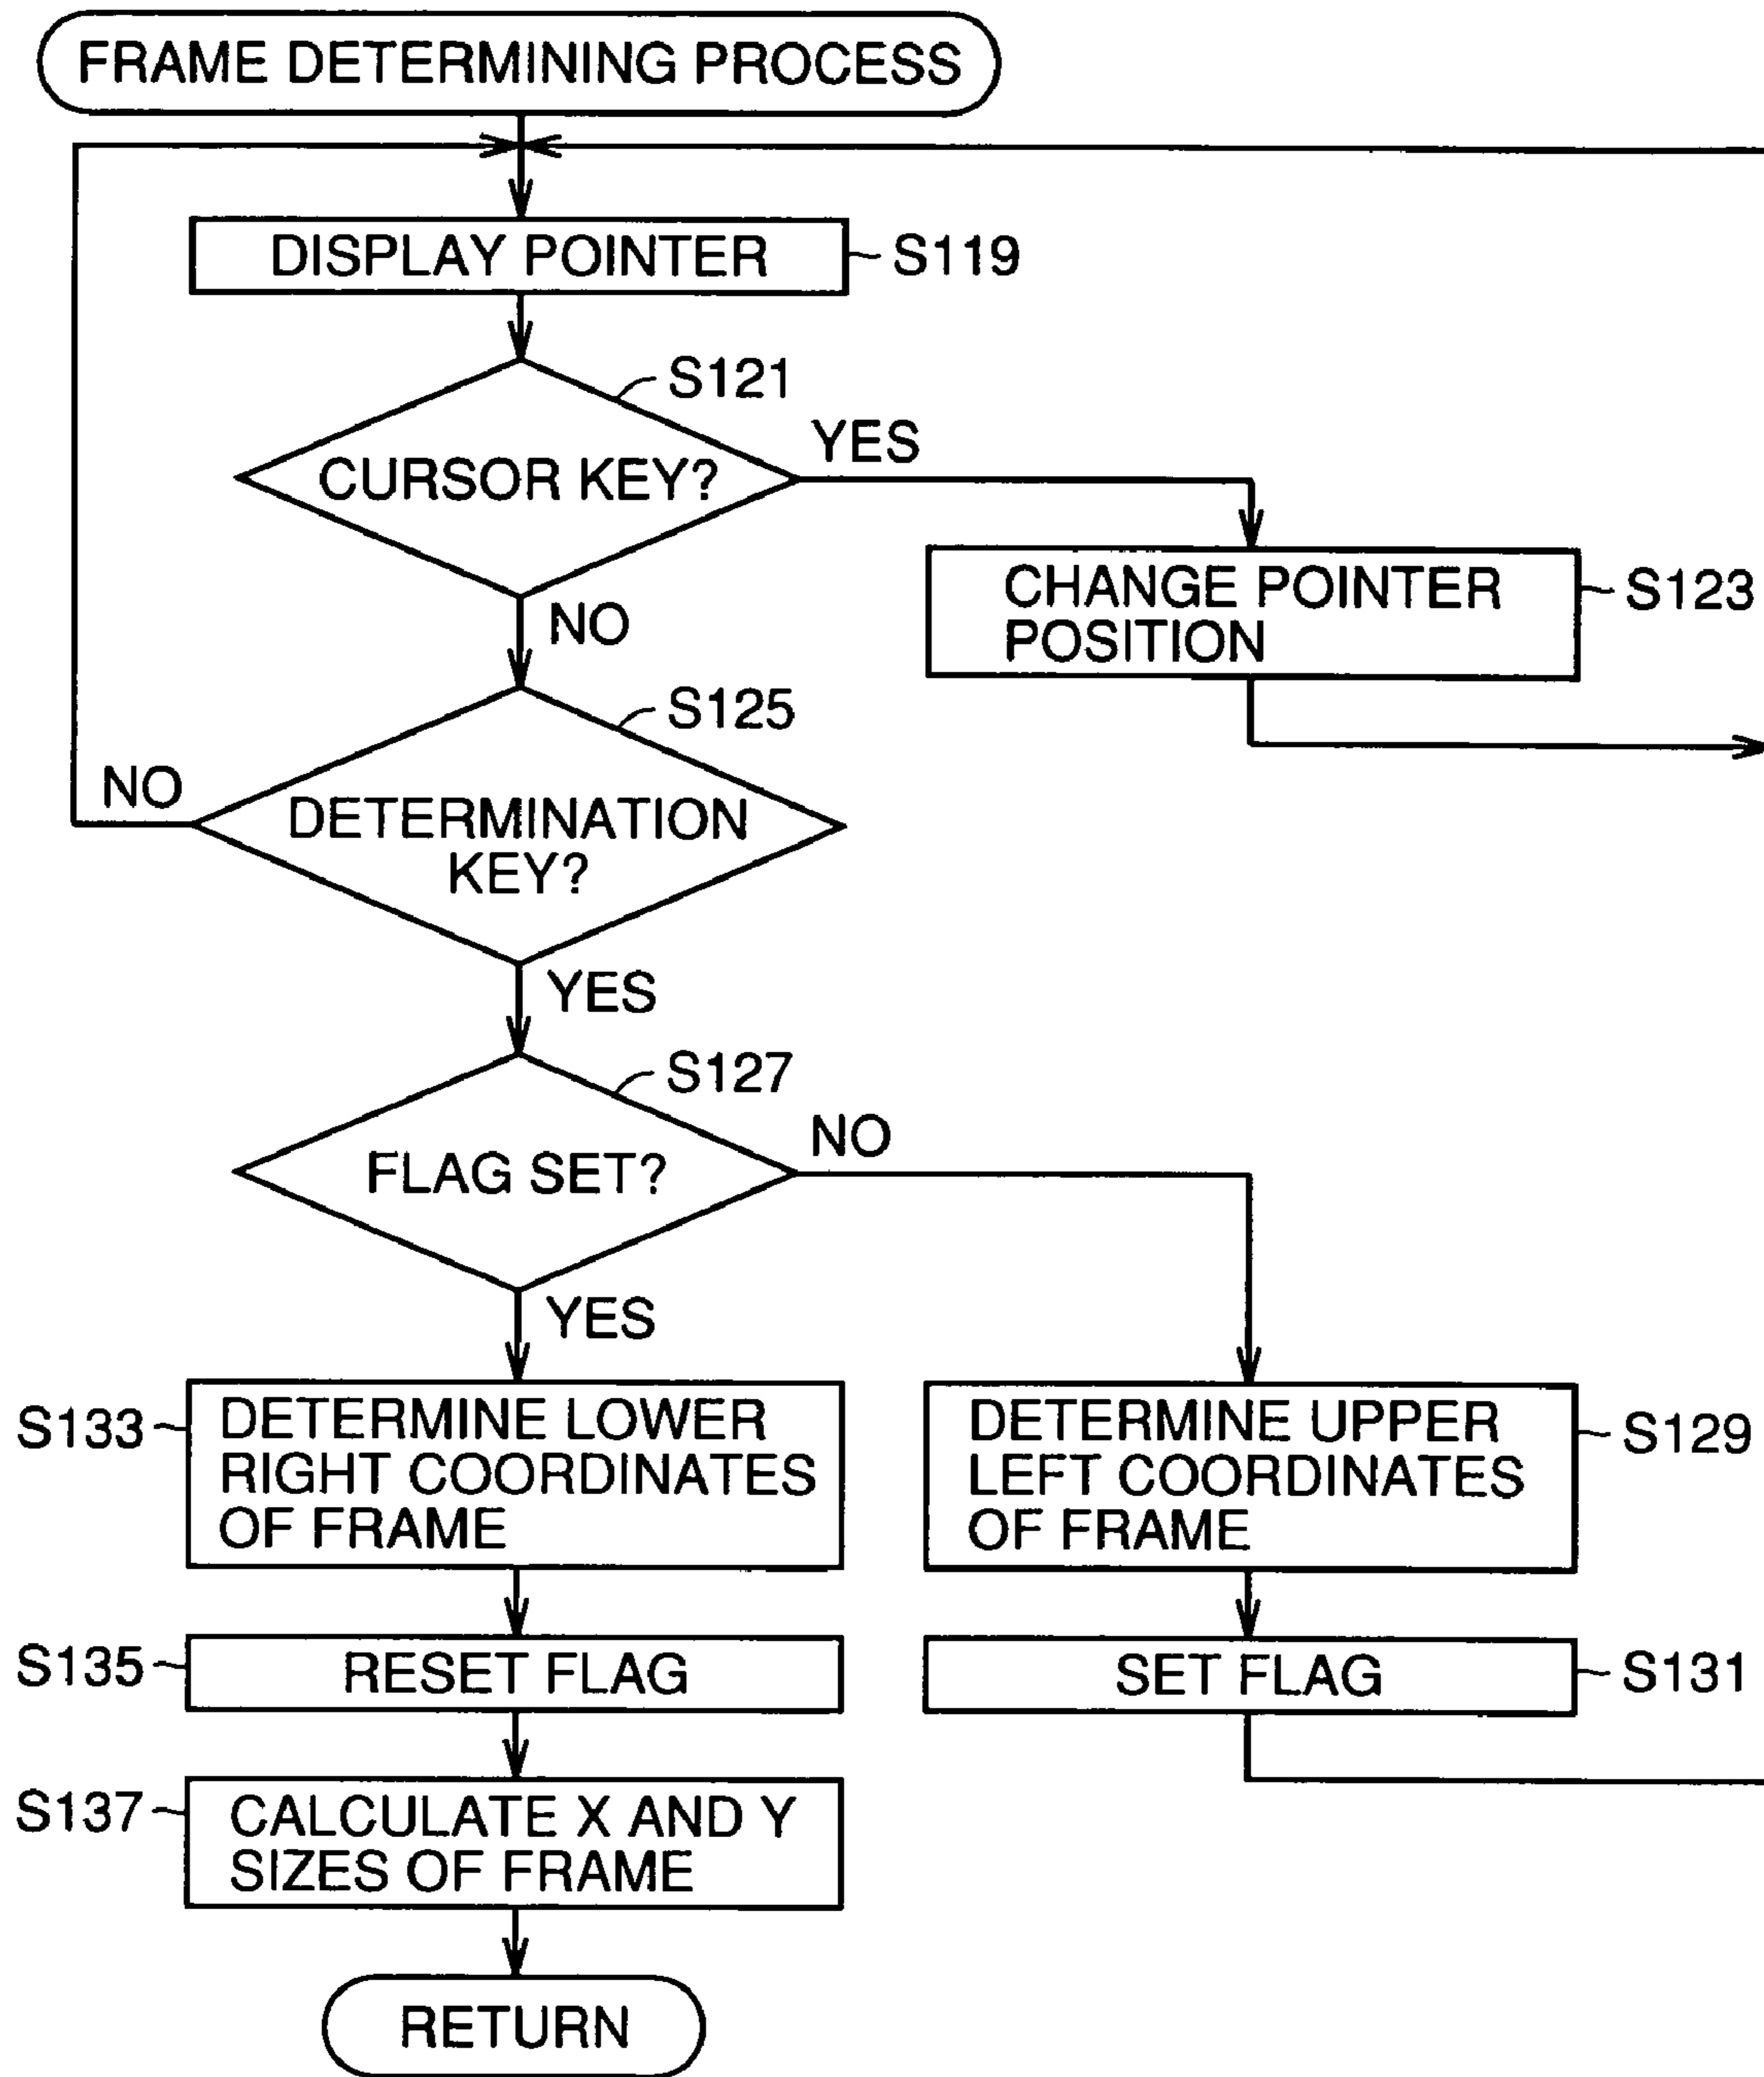 FRAME DETERMINING PROCESS
DISPLAY POINTER
S119
S121
CURSOR KEY?
YES
NO
CHANGE POINTER
POSITION
S123
S125
DETERMINATION
KEY?
NO
YES
S127
FLAG SET?
NO
YES
S133
DETERMINE LOWER
RIGHT COORDINATES
OF FRAME
DETERMINE UPPER
LEFT COORDINATES
OF FRAME
S129
S135
RESET FLAG
SET FLAG
S131
S137
CALCULATE X AND Y
SIZES OF FRAME
RETURN